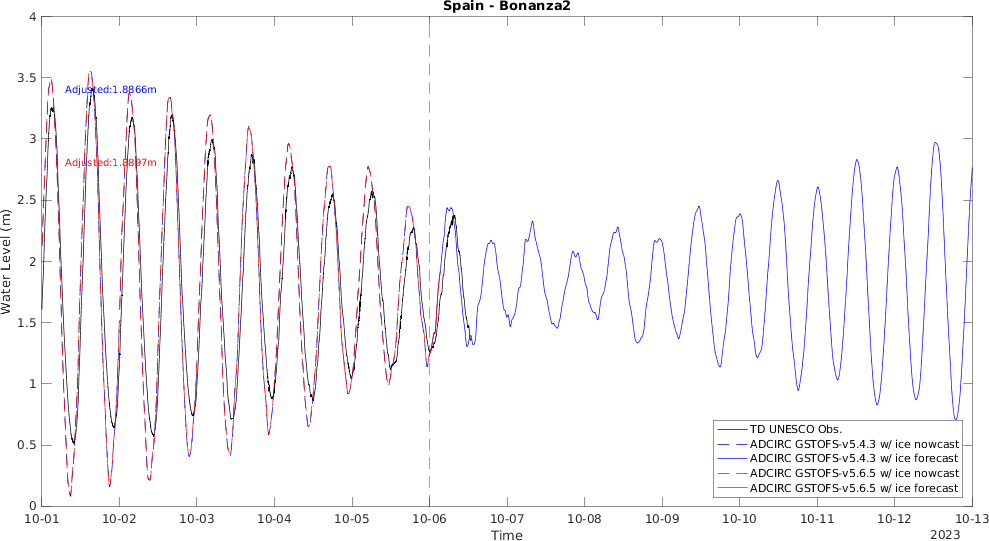 Spain - Bonanza2
Water Level (m)
4
3.5
3
2.5
2
1.5
1
0.5
0
Adjusted:1.8866m
Adjusted:1.8897m
TD UNESCO Obs.
ADCIRC GSTOFS-v5.4.3 w/ ice nowcast
ADCIRC GSTOFS-v5.4.3 w/ ice forecast
ADCIRC GSTOFS-v5.6.5 w/ ice nowcast
ADCIRC GSTOFS-v5.6.5 w/ ice forecast
10-01 10-02 10-03 10-04 10-05 10-06 10-07 10-08 10-09 10-10 10-11 10-12 10-13
Time
2023